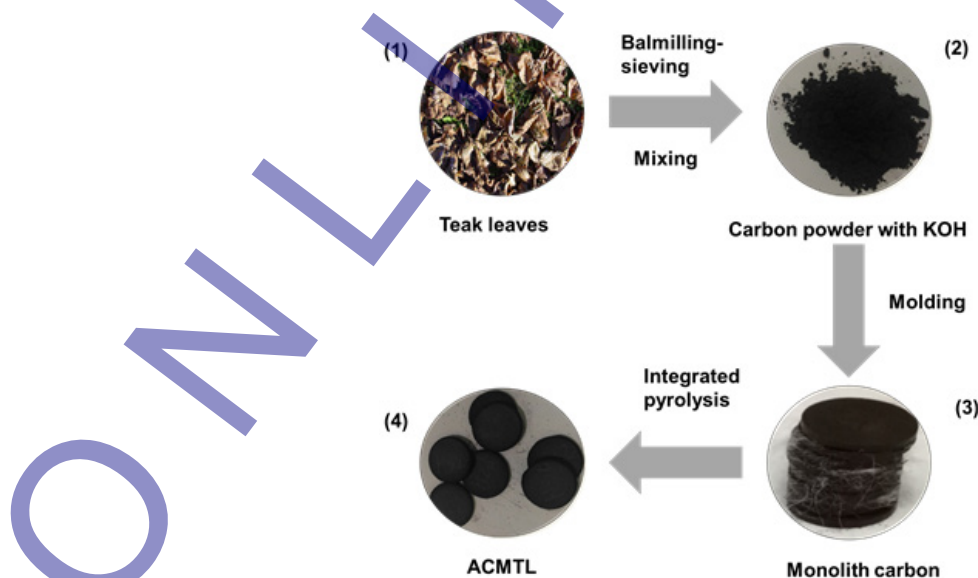 (1)
Balmilling-
sieving
Mixing
(2)
Teak leaves
Carbon powder with KOH
Molding
Integrated
pyrolysis
(4)
(3)
ACMTL
Monolith carbon
ONLI